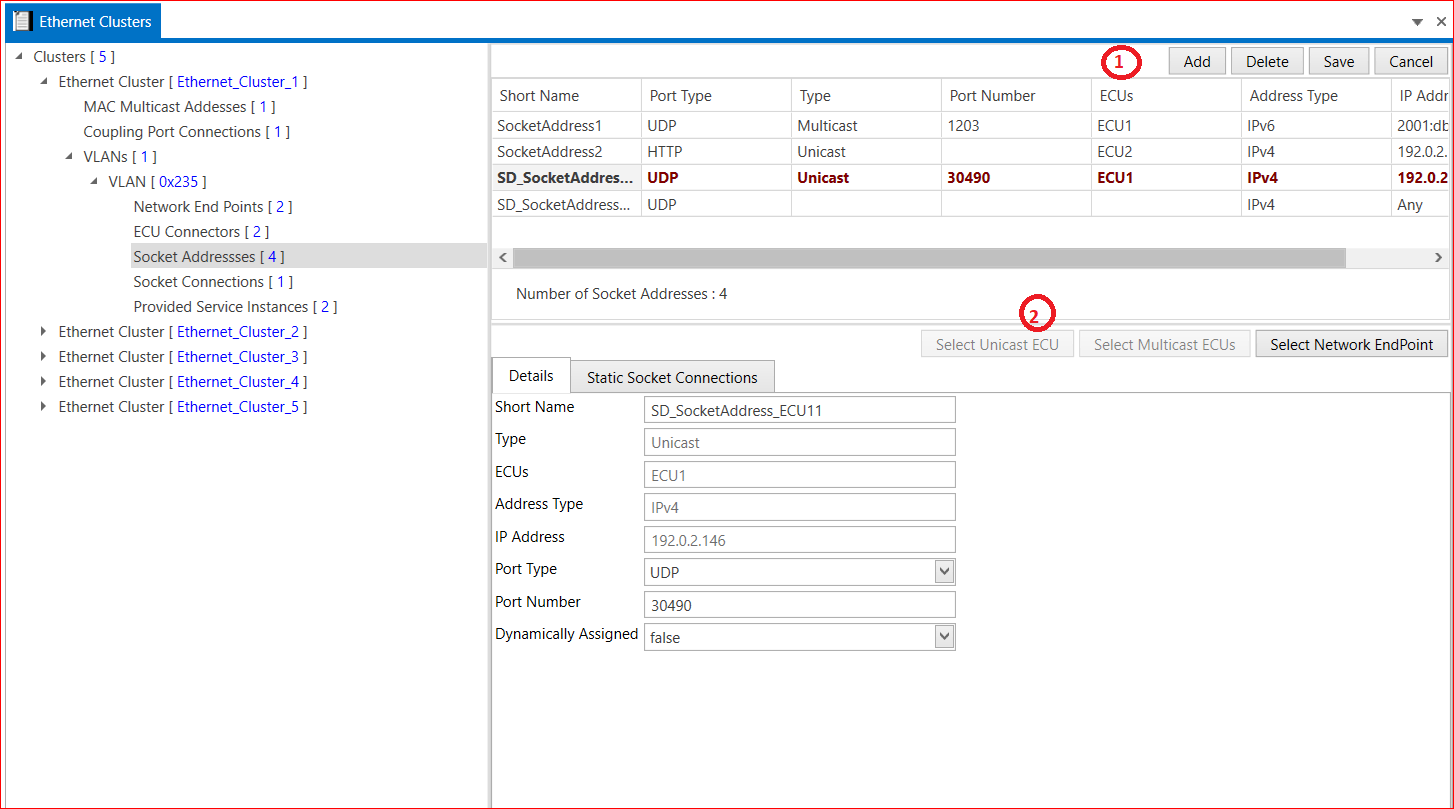 Ethernet Clusters
Clusters [ 5 ]
Ethernet Cluster [ Ethernet_Cluster_1 ]
MAC Multicast Addesses [ 1 ]
Coupling Port Connections [ 1 ]
VLANs [ 1 ]
VLAN [ 0x235 ]
Network End Points [ 2 ]
ECU Connectors [ 2 ]
Socket Addressses [ 4 ]
Socket Connections [ 1 ]
Provided Service Instances [ 2 ]
Ethernet Cluster [ Ethernet_Cluster_2 ]
Ethernet Cluster [ Ethernet_Cluster_3 ]
Ethernet Cluster [ Ethernet_Cluster_4 ]
Ethernet Cluster [ Ethernet_Cluster_5 ]
1 Add Delete Save Cancel
Short Name Port Type Type Port Number ECUs Address Type IP Addr
SocketAddress1 UDP Multicast 1203 ECU1 IPv6 2001:db
SocketAddress2 HTTP Unicast ECU2 IPv4 192.0.2.
SD_SocketAddres... UDP Unicast 30490 ECU1 IPv4 192.0.2
SD_SocketAddress... UDP IPv4 Any
Number of Socket Addresses : 4
2
Select Unicast ECU Select Multicast ECUs Select Network EndPoint
Details Static Socket Connections
Short Name SD_SocketAddress_ECU11
Type Unicast
ECUs ECU1
Address Type IPv4
IP Address 192.0.2.146
Port Type UDP
Port Number 30490
Dynamically Assigned false